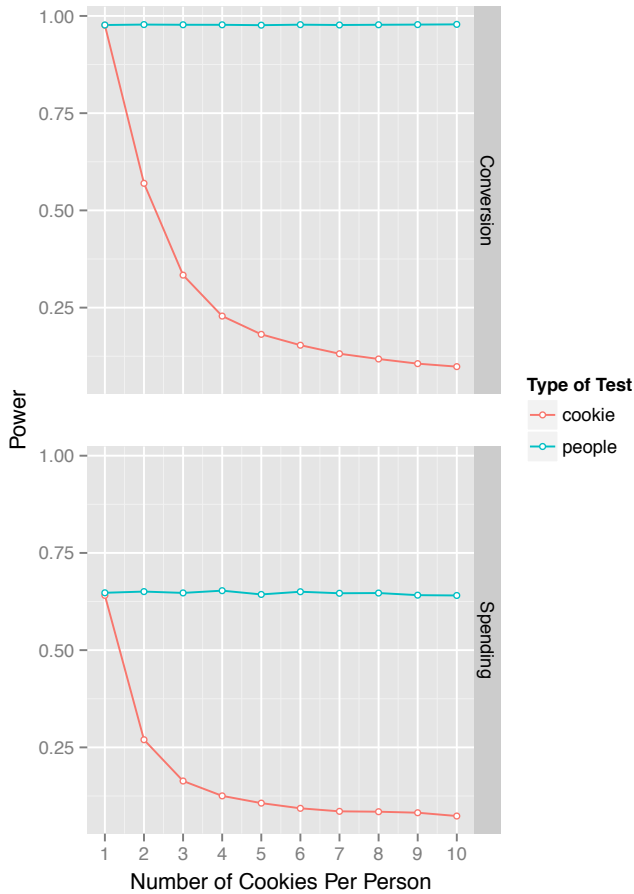 1.00
0.75
0.50
0.25
Conversion
Power
1.00
0.75
0.50
0.25
Spending
1 2 3 4 5 6 7 8 9 10
Number of Cookies Per Person
Type of Test
cookie
people